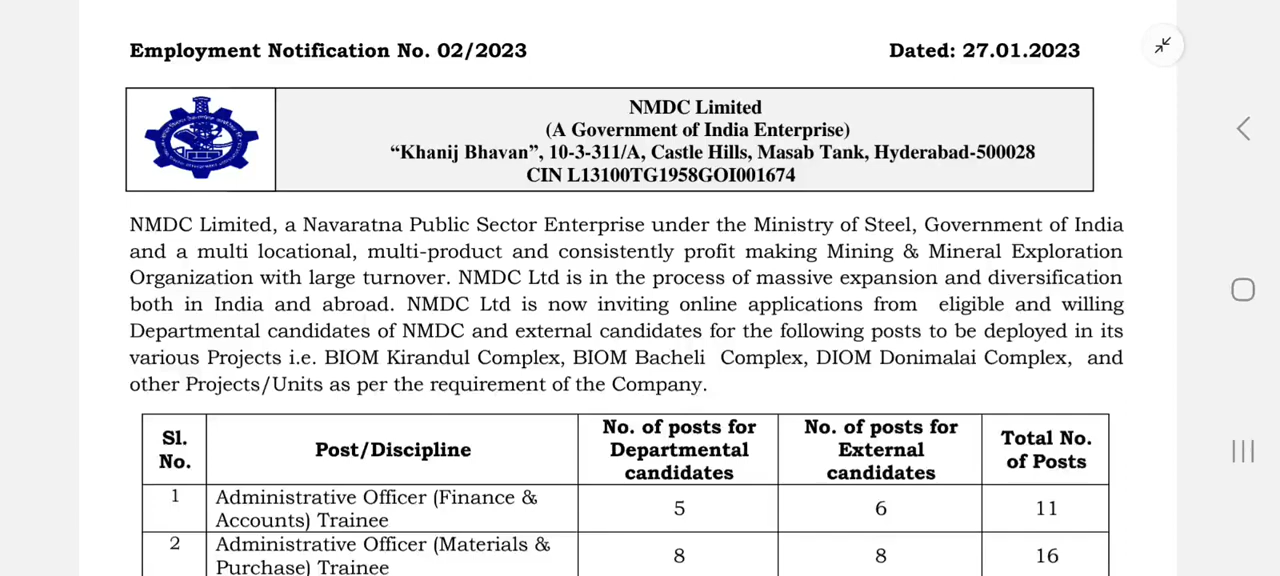 Employment Notification No. 02/2023 Dated: 27.01.2023
NMDC Limited
(A Government of India Enterprise)
“Khanij Bhavan”, 10-3-311/A, Castle Hills, Masab Tank, Hyderabad-500028
CIN L13100TG1958GOI001674
NMDC Limited, a Navaratna Public Sector Enterprise under the Ministry of Steel, Government of India
and a multi locational, multi-product and consistently profit making Mining & Mineral Exploration
Organization with large turnover. NMDC Ltd is in the process of massive expansion and diversification
both in India and abroad. NMDC Ltd is now inviting online applications from eligible and willing
Departmental candidates of NMDC and external candidates for the following posts to be deployed in its
various Projects i.e. BIOM Kirandul Complex, BIOM Bacheli Complex, DIOM Donimalai Complex, and
other Projects/Units as per the requirement of the Company.
Sl. No. Post/Discipline No. of posts for Departmental candidates No. of posts for External candidates Total No. of Posts
1 Administrative Officer (Finance & Accounts) Trainee 5 6 11
2 Administrative Officer (Materials & Purchase) Trainee 8 8 16